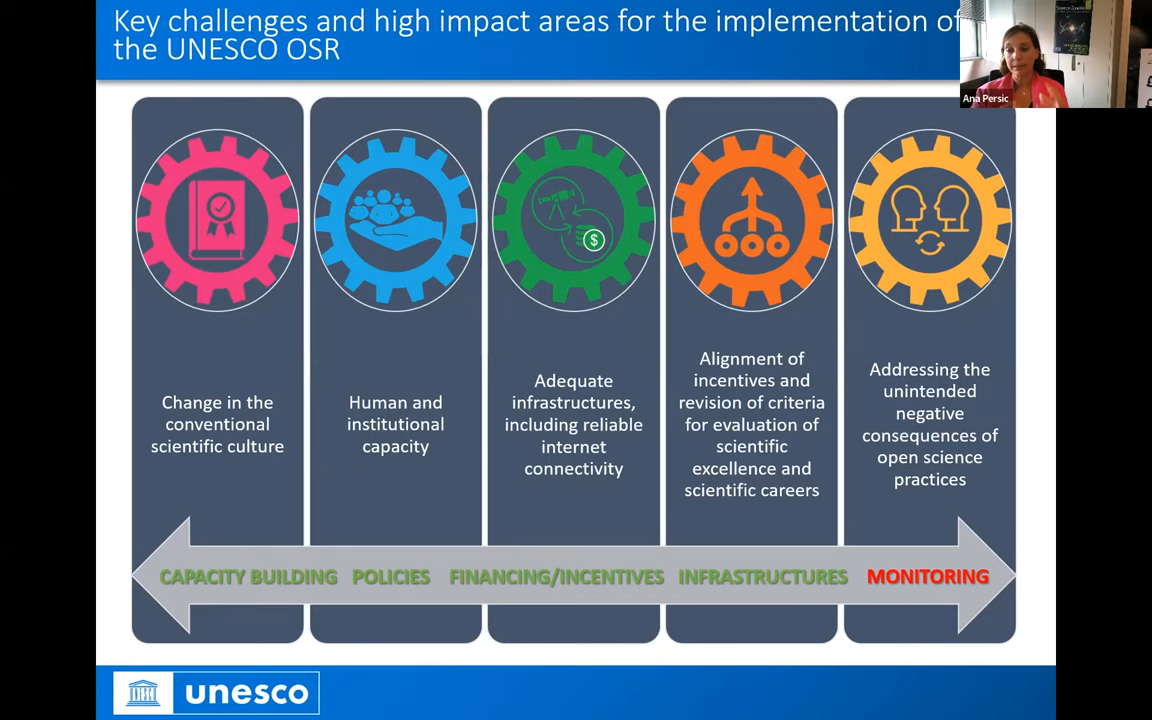 Key challenges and high impact areas for the implementation of
the UNESCO OSR
Ana Persic
$
Change in the
conventional
scientific culture
Human and
institutional
capacity
Adequate
infrastructures,
including reliable
internet
connectivity
Alignment of
incentives and
revision of criteria
for evaluation of
scientific
excellence and
scientific careers
Addressing the
unintended
negative
consequences of
open science
practices
CAPACITY BUILDING POLICIES FINANCING/INCENTIVES INFRASTRUCTURES MONITORING
unesco